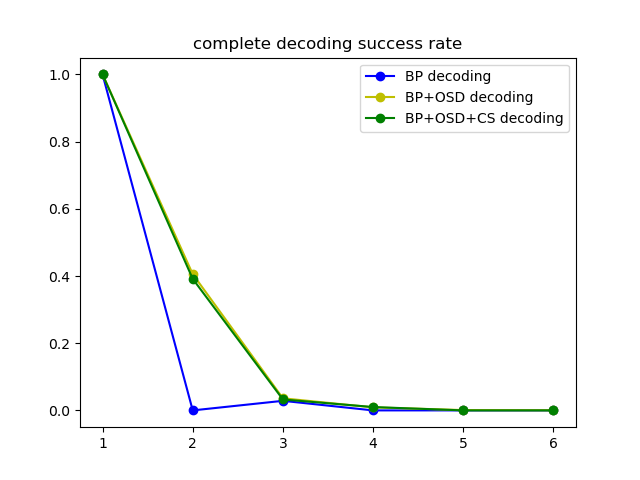 complete decoding success rate
BP decoding
BP+OSD decoding
BP+OSD+CS decoding
1.0
0.8
0.6
0.4
0.2
0.0
1 2 3 4 5 6